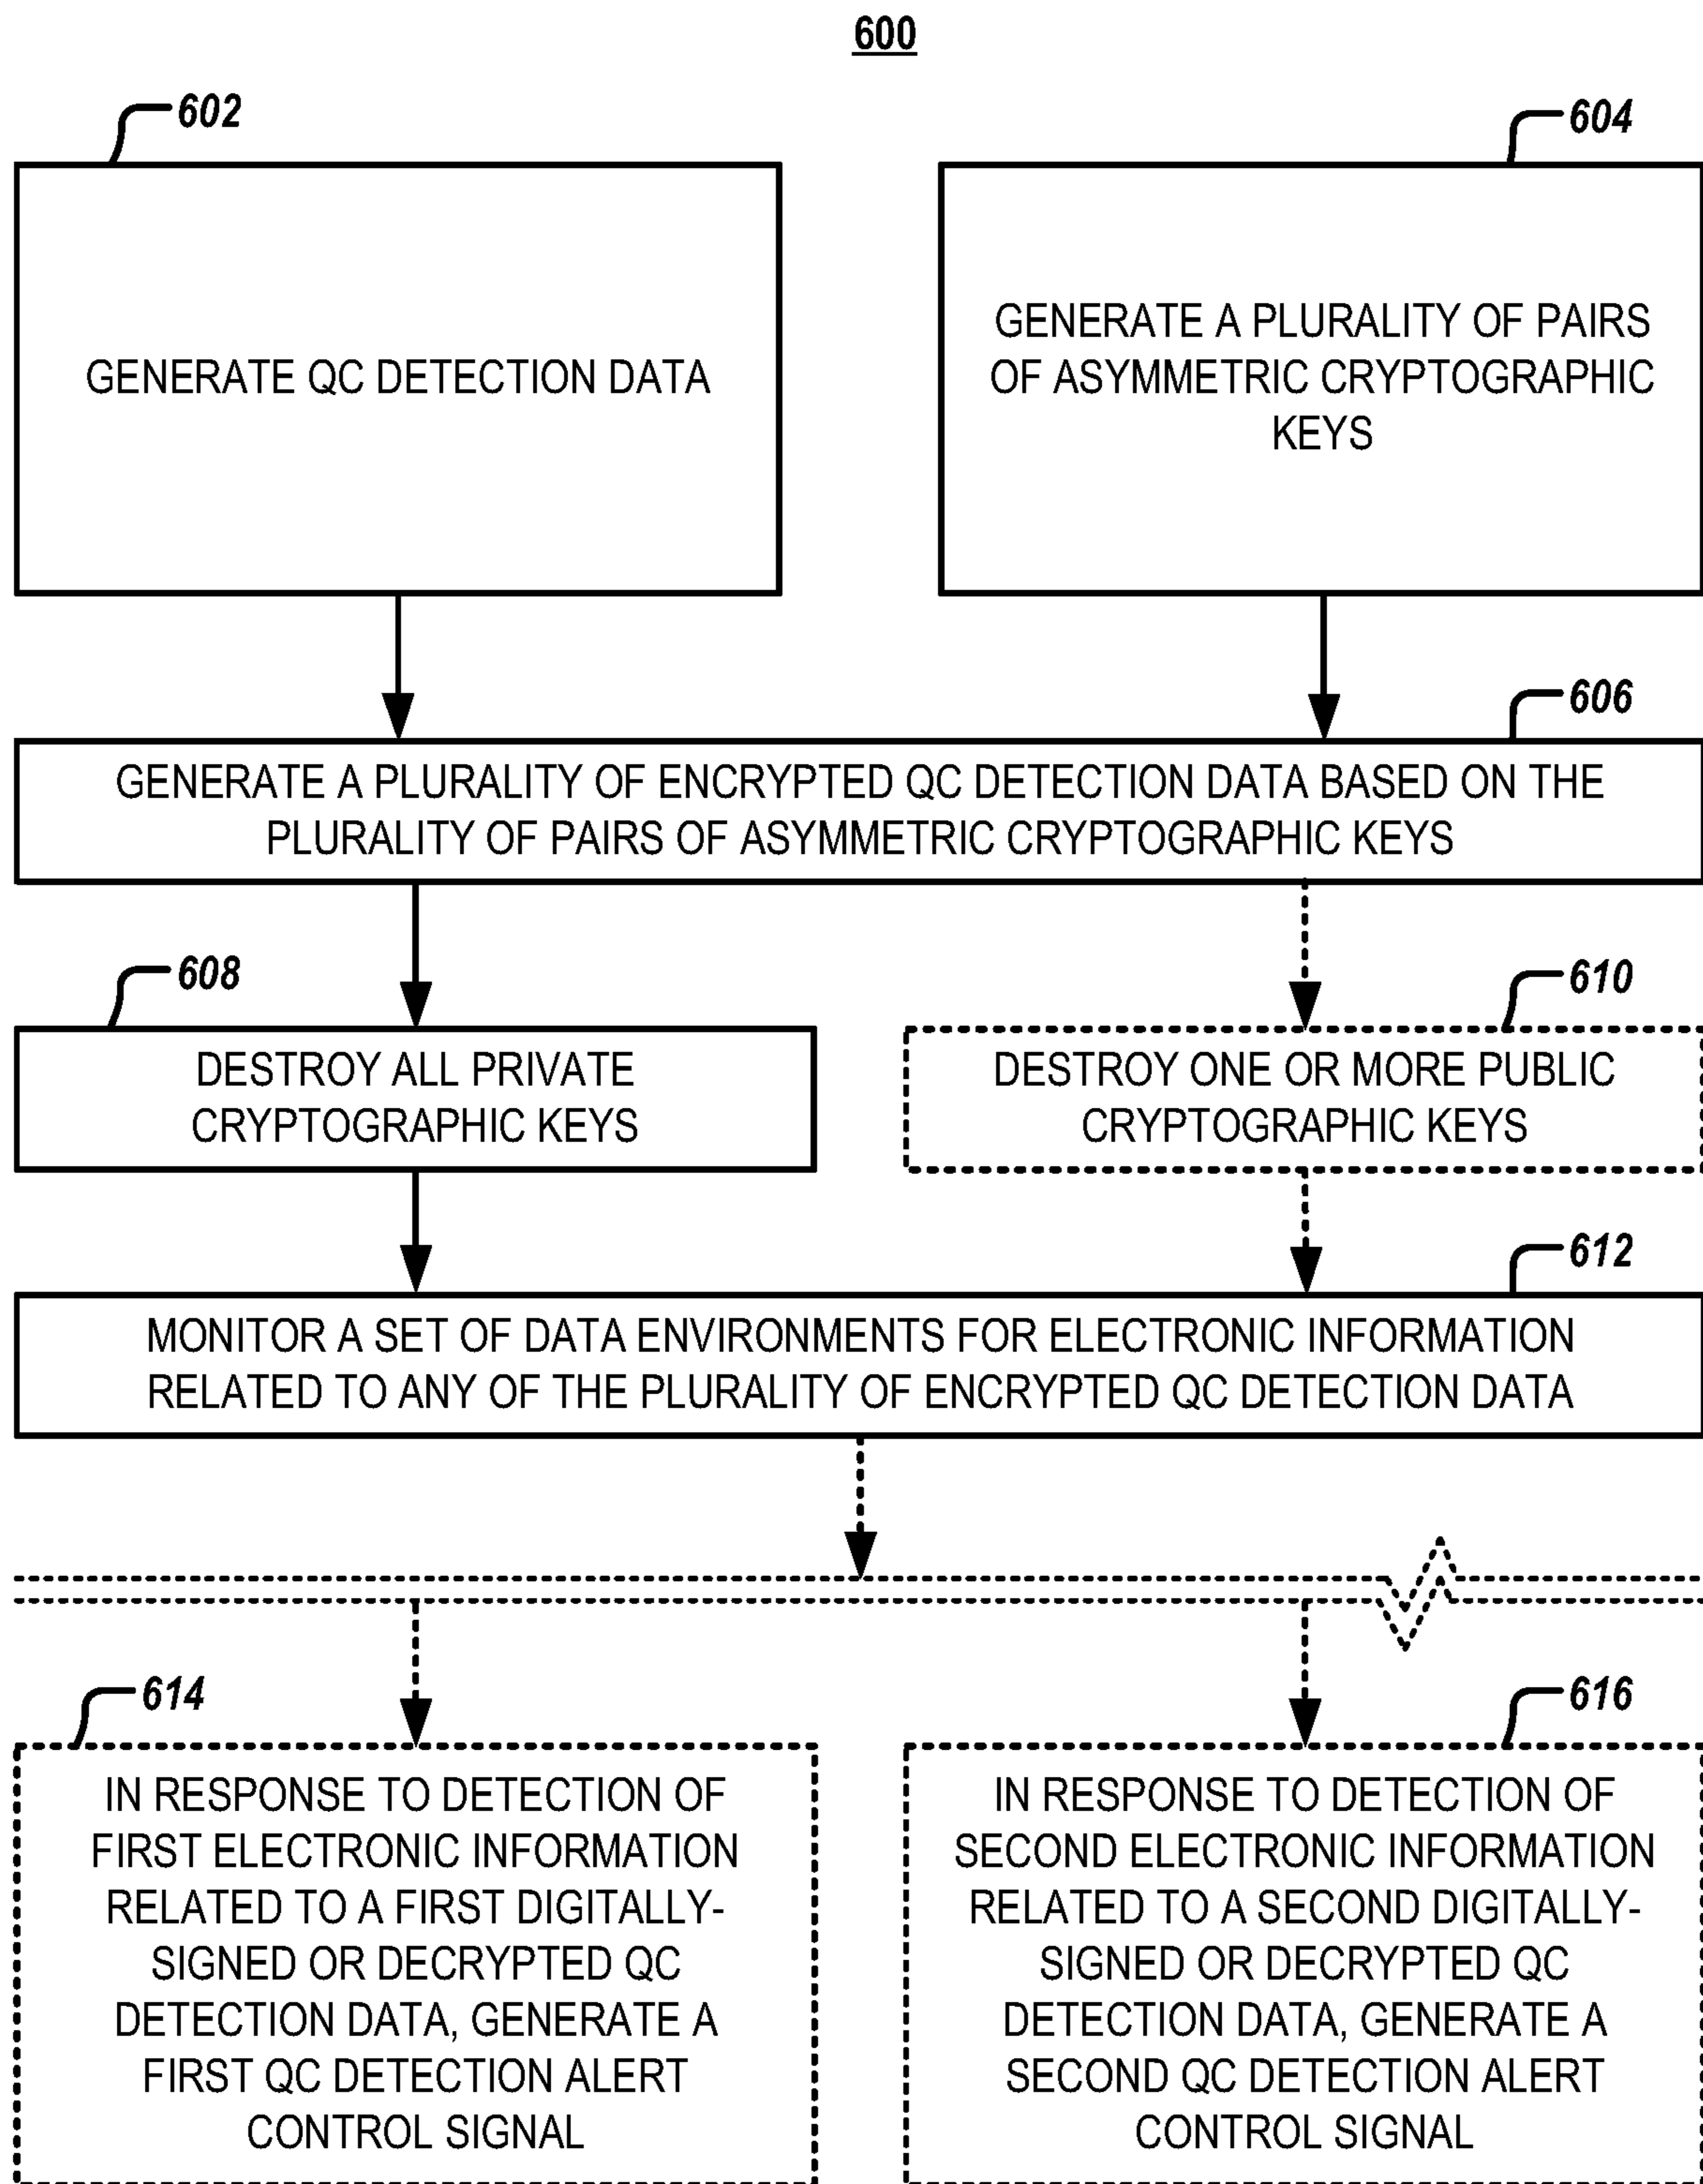 600
602
604
GENERATE QC DETECTION DATA
GENERATE A PLURALITY OF PAIRS
OF ASYMMETRIC CRYPTOGRAPHIC
KEYS
606
GENERATE A PLURALITY OF ENCRYPTED QC DETECTION DATA BASED ON THE
PLURALITY OF PAIRS OF ASYMMETRIC CRYPTOGRAPHIC KEYS
608
610
DESTROY ALL PRIVATE
CRYPTOGRAPHIC KEYS
DESTROY ONE OR MORE PUBLIC
CRYPTOGRAPHIC KEYS
612
MONITOR A SET OF DATA ENVIRONMENTS FOR ELECTRONIC INFORMATION
RELATED TO ANY OF THE PLURALITY OF ENCRYPTED QC DETECTION DATA
614
616
IN RESPONSE TO DETECTION OF
FIRST ELECTRONIC INFORMATION
RELATED TO A FIRST DIGITALLY-
SIGNED OR DECRYPTED QC
DETECTION DATA, GENERATE A
FIRST QC DETECTION ALERT
CONTROL SIGNAL
IN RESPONSE TO DETECTION OF
SECOND ELECTRONIC INFORMATION
RELATED TO A SECOND DIGITALLY-
SIGNED OR DECRYPTED QC
DETECTION DATA, GENERATE A
SECOND QC DETECTION ALERT
CONTROL SIGNAL